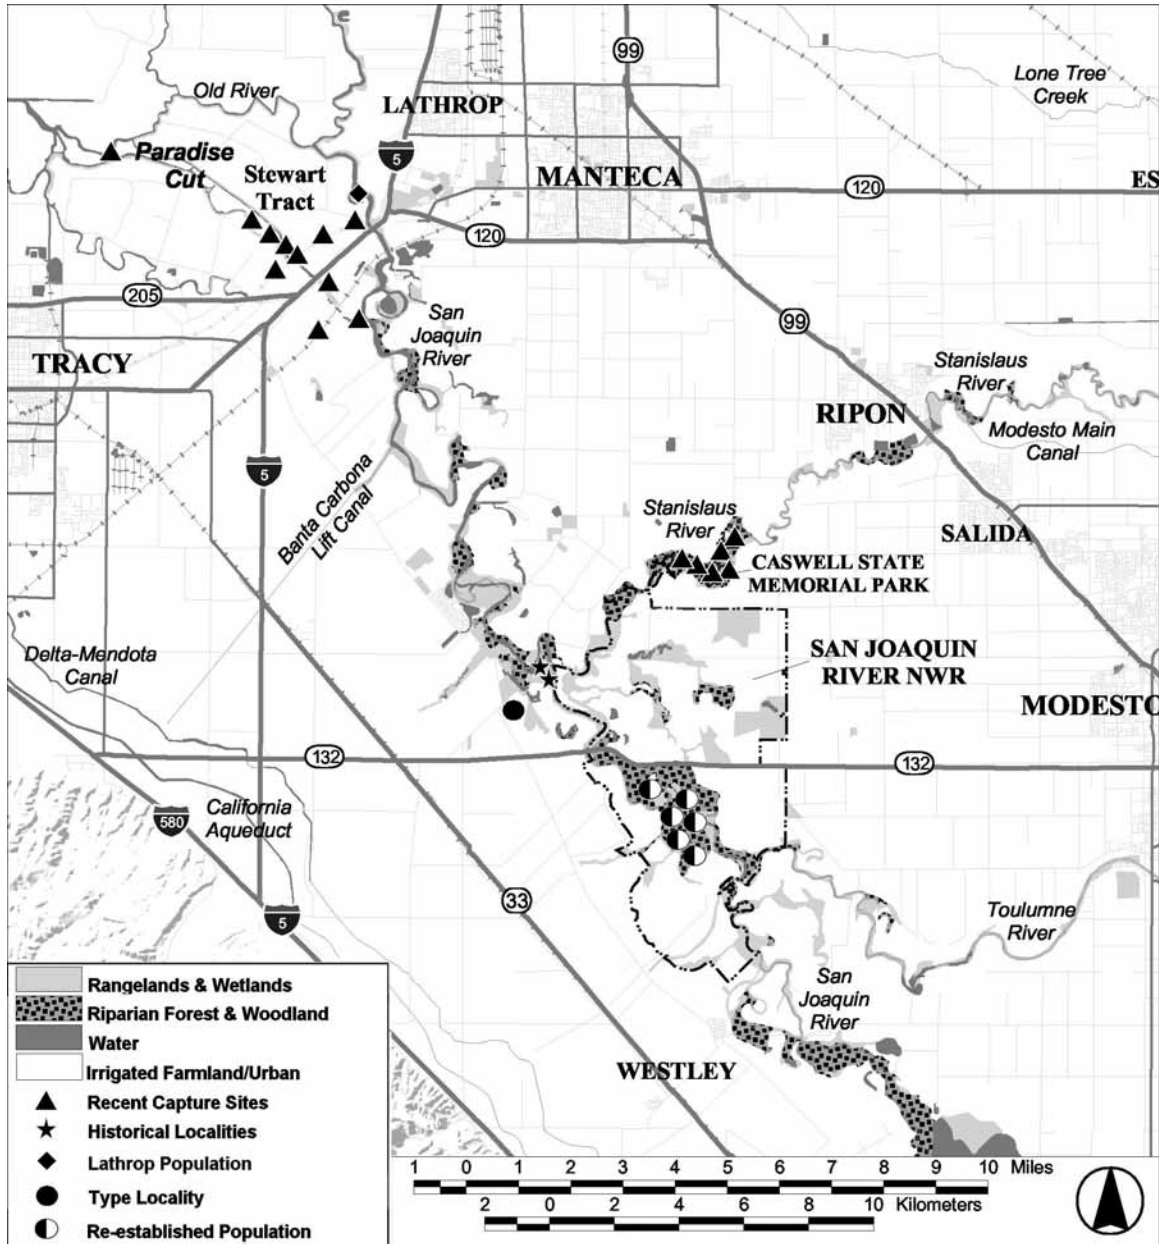 99
Lone Tree
Creek
Old River
LATHROP
5
Paradise
Cut
Stewart
Tract
MANTECA
120
ES
120
205
San
Joaquin
River
99
TRACY
Stanislaus
River
RIPON
Modesto Main
Canal
5
Banta Carbona
Lift Canal
Stanislaus
River
SALIDA
CASWELL STATE
MEMORIAL PARK
Delta-Mendota
Canal
SAN JOAQUIN
RIVER NWR
MODESTO
132
132
California
Aqueduct
580
33
5
Toulumne
River
San
Joaquin
River
WESTLEY
Rangelands & Wetlands
Riparian Forest & Woodland
Water
Irrigated Farmland/Urban
Recent Capture Sites
Historical Localities
Lathrop Population
Type Locality
Re-established Population
1 0 1 2 3 4 5 6 7 8 9 10 Miles
2 0 2 4 6 8 10 Kilometers